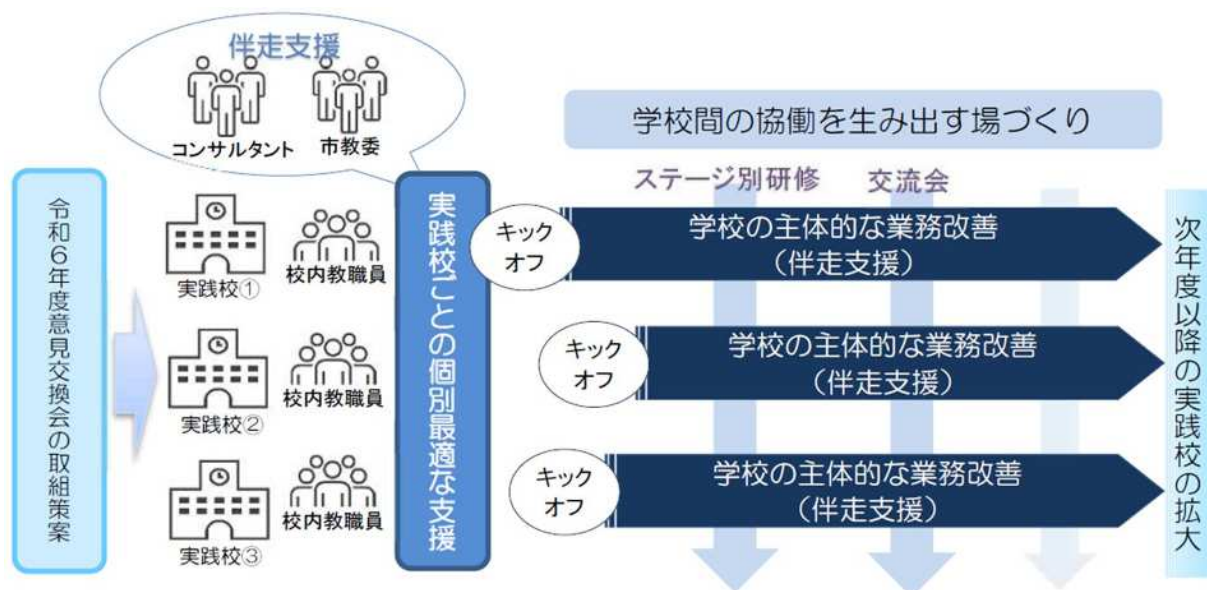 伴走支援
コンサルタント
市教委
令和6年度意見交換会の取組策案
実践校①
校内教職員
実践校②
校内教職員
実践校③
校内教職員
実践校ごとの個別最適な支援
学校間の協働を生み出す場づくり
ステージ別研修
交流会
キック
オフ
学校の主体的な業務改善
（伴走支援）
キック
オフ
学校の主体的な業務改善
（伴走支援）
キック
オフ
学校の主体的な業務改善
（伴走支援）
次年度以降の実践校の拡大